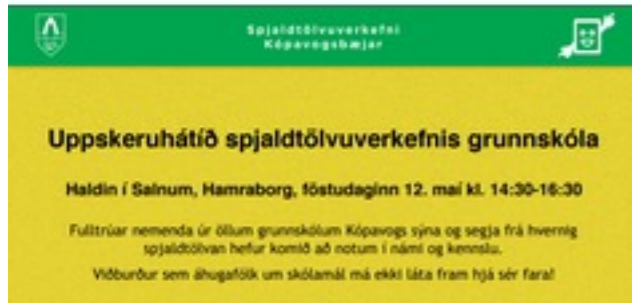 Spjaldtölvuverkefni
Kópavogsbæjar
Uppskeruhátíð spjaldtölvuverkefnis grunnskóla
Haldin í Salnum, Hamraborg, föstudaginn 12. maí kl. 14:30-16:30
Fulltrúar nemenda úr öllum grunnskólum Kópavogs sýna og segja frá hvernig
spjaldtölvan hefur komið að notum í námi og kennslu.
Viðburður sem áhugafólk um skólamál má ekki láta fram hjá sér fara!